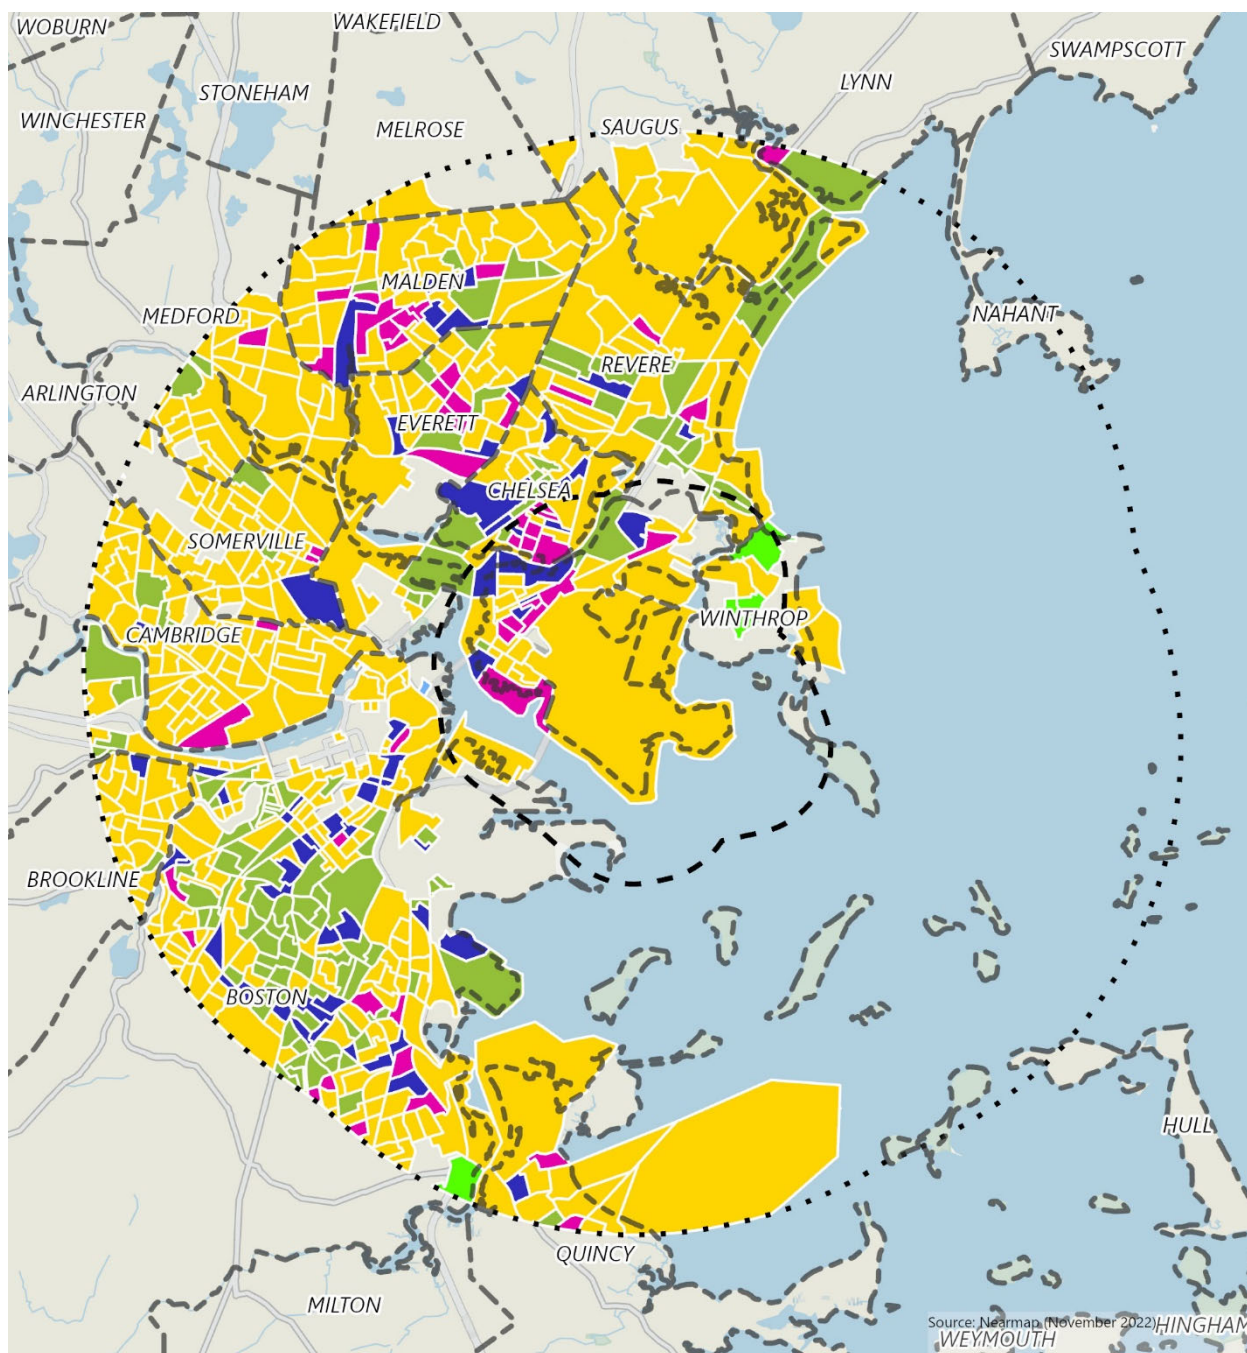 WOBURN
WAKEFIELD
SWAMPSCOTT
STONEHAM
LYNN
WINCHESTER
MELROSE
SAUGUS
MALDEN
MEDFORD
NAHANT
REVERE
ARLINGTON
EVERETT
CHELSEA
SOMERVILLE
WINTHROP
CAMBRIDGE
BROOKLINE
BOSTON
HULL
QUINCY
MILTON
Source: Nearmap (November 2022)
HINGHAM
WEYMOUTH